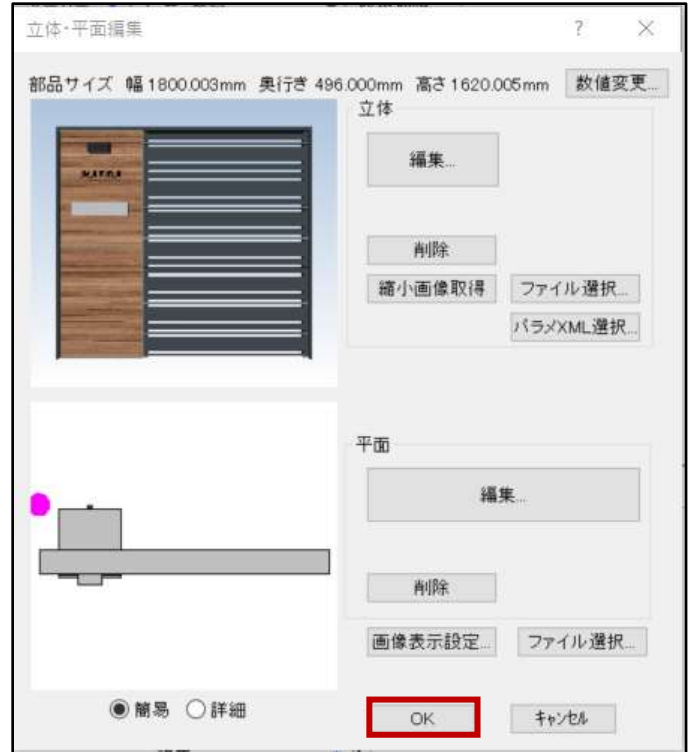 立体・平面編集 ? ×
部品サイズ 幅 1800.003mm 奥行き 496.000mm 高さ 1620.005mm 数値変更...
立体
編集...
削除
縮小画像取得 ファイル選択...
パラメXML選択...
平面
編集...
削除
画像表示設定... ファイル選択...
簡易 詳細
OK キャンセル